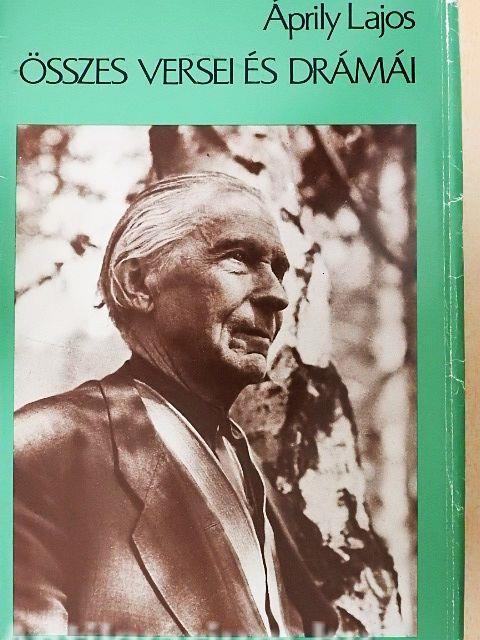 Áprily Lajos
ÖSSZES VERSEI ÉS DRÁMÁI